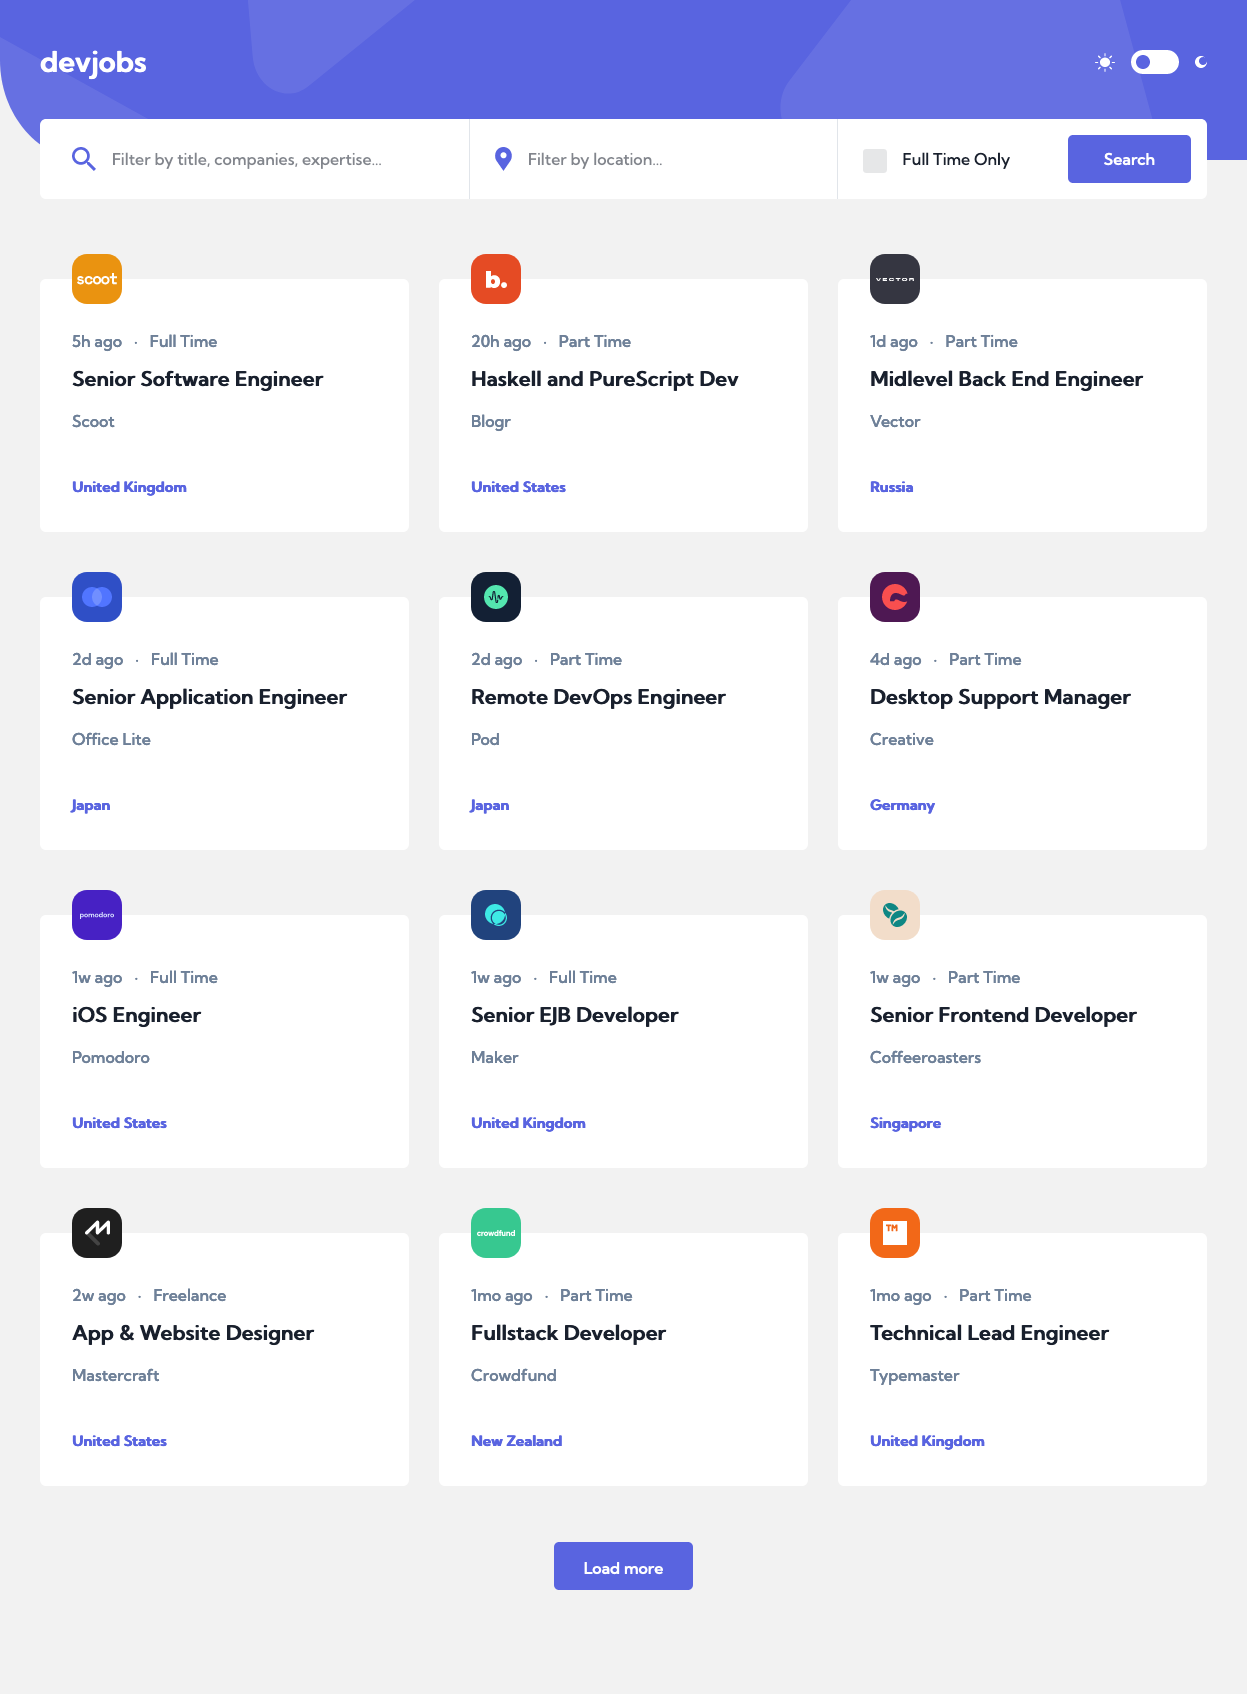 devjobs
Filter by title, companies, expertise...
Filter by location...
Full Time Only
Search
scoot
5h ago · Full Time
Senior Software Engineer
Scoot
United Kingdom
b.
20h ago · Part Time
Haskell and PureScript Dev
Blogr
United States
VECTOR
1d ago · Part Time
Midlevel Back End Engineer
Vector
Russia
2d ago · Full Time
Senior Application Engineer
Office Lite
Japan
2d ago · Part Time
Remote DevOps Engineer
Pod
Japan
4d ago · Part Time
Desktop Support Manager
Creative
Germany
pomodoro
1w ago · Full Time
iOS Engineer
Pomodoro
United States
1w ago · Full Time
Senior EJB Developer
Maker
United Kingdom
1w ago · Part Time
Senior Frontend Developer
Coffeeroasters
Singapore
2w ago · Freelance
App & Website Designer
Mastercraft
United States
crowdfund
1mo ago · Part Time
Fullstack Developer
Crowdfund
New Zealand
TM
1mo ago · Part Time
Technical Lead Engineer
Typemaster
United Kingdom
Load more